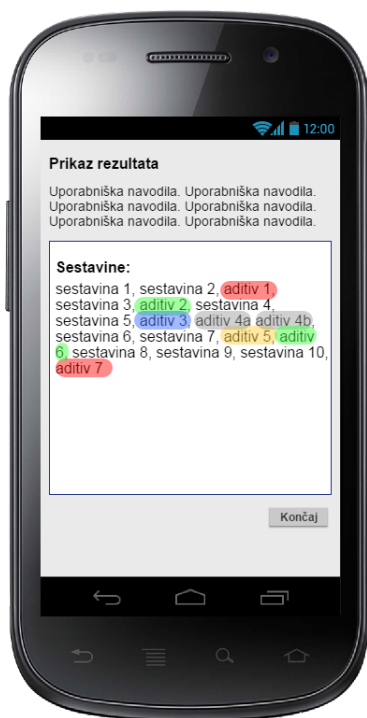 12:00
Prikaz rezultata
Uporabniška navodila. Uporabniška navodila.
Uporabniška navodila. Uporabniška navodila.
Uporabniška navodila. Uporabniška navodila.
Sestavine:
sestavina 1, sestavina 2, aditiv 1,
sestavina 3, aditiv 2, sestavina 4,
sestavina 5, aditiv 3, aditiv 4a aditiv 4b,
sestavina 6, sestavina 7, aditiv 5, aditiv
6, sestavina 8, sestavina 9, sestavina 10,
aditiv 7
Končaj